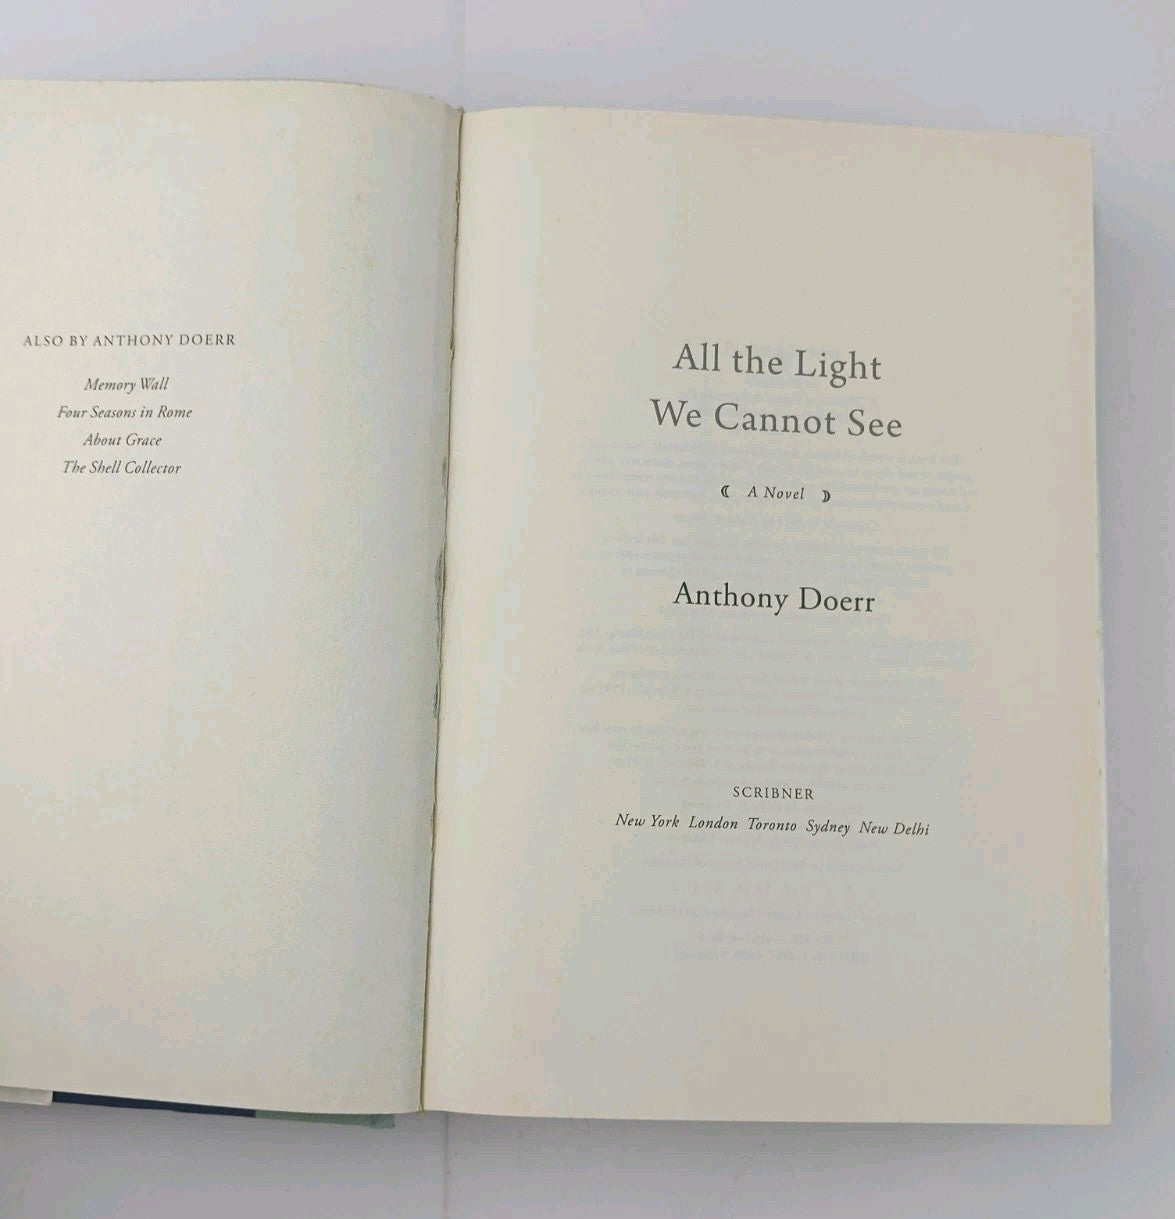 ALSO BY ANTHONY DOERR
Memory Wall
Four Seasons in Rome
About Grace
The Shell Collector
All the Light
We Cannot See
A Novel
Anthony Doerr
SCRIBNER
New York London Toronto Sydney New Delhi